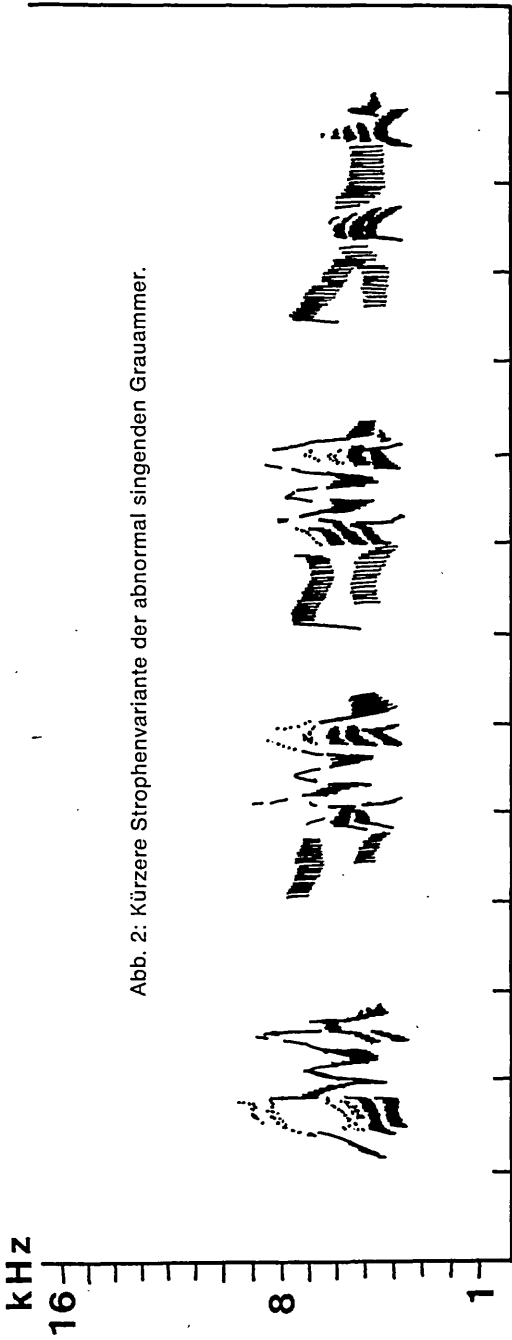 kHz
16
8
1
Abb. 2: Kürzere Strophenvariante der abnormal singenden Grauammer.